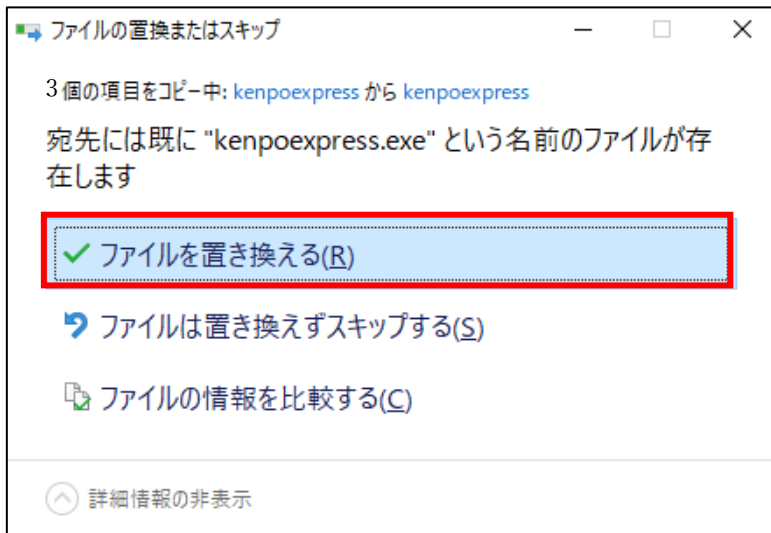 ファイルの置換またはスキップ
3個の項目をコピー中: kenpoexpress から kenpoexpress
宛先には既に "kenpoexpress.exe" という名前のファイルが存
在します
ファイルを置き換える(R)
ファイルは置き換えずスキップする(S)
ファイルの情報を比較する(C)
詳細情報の非表示